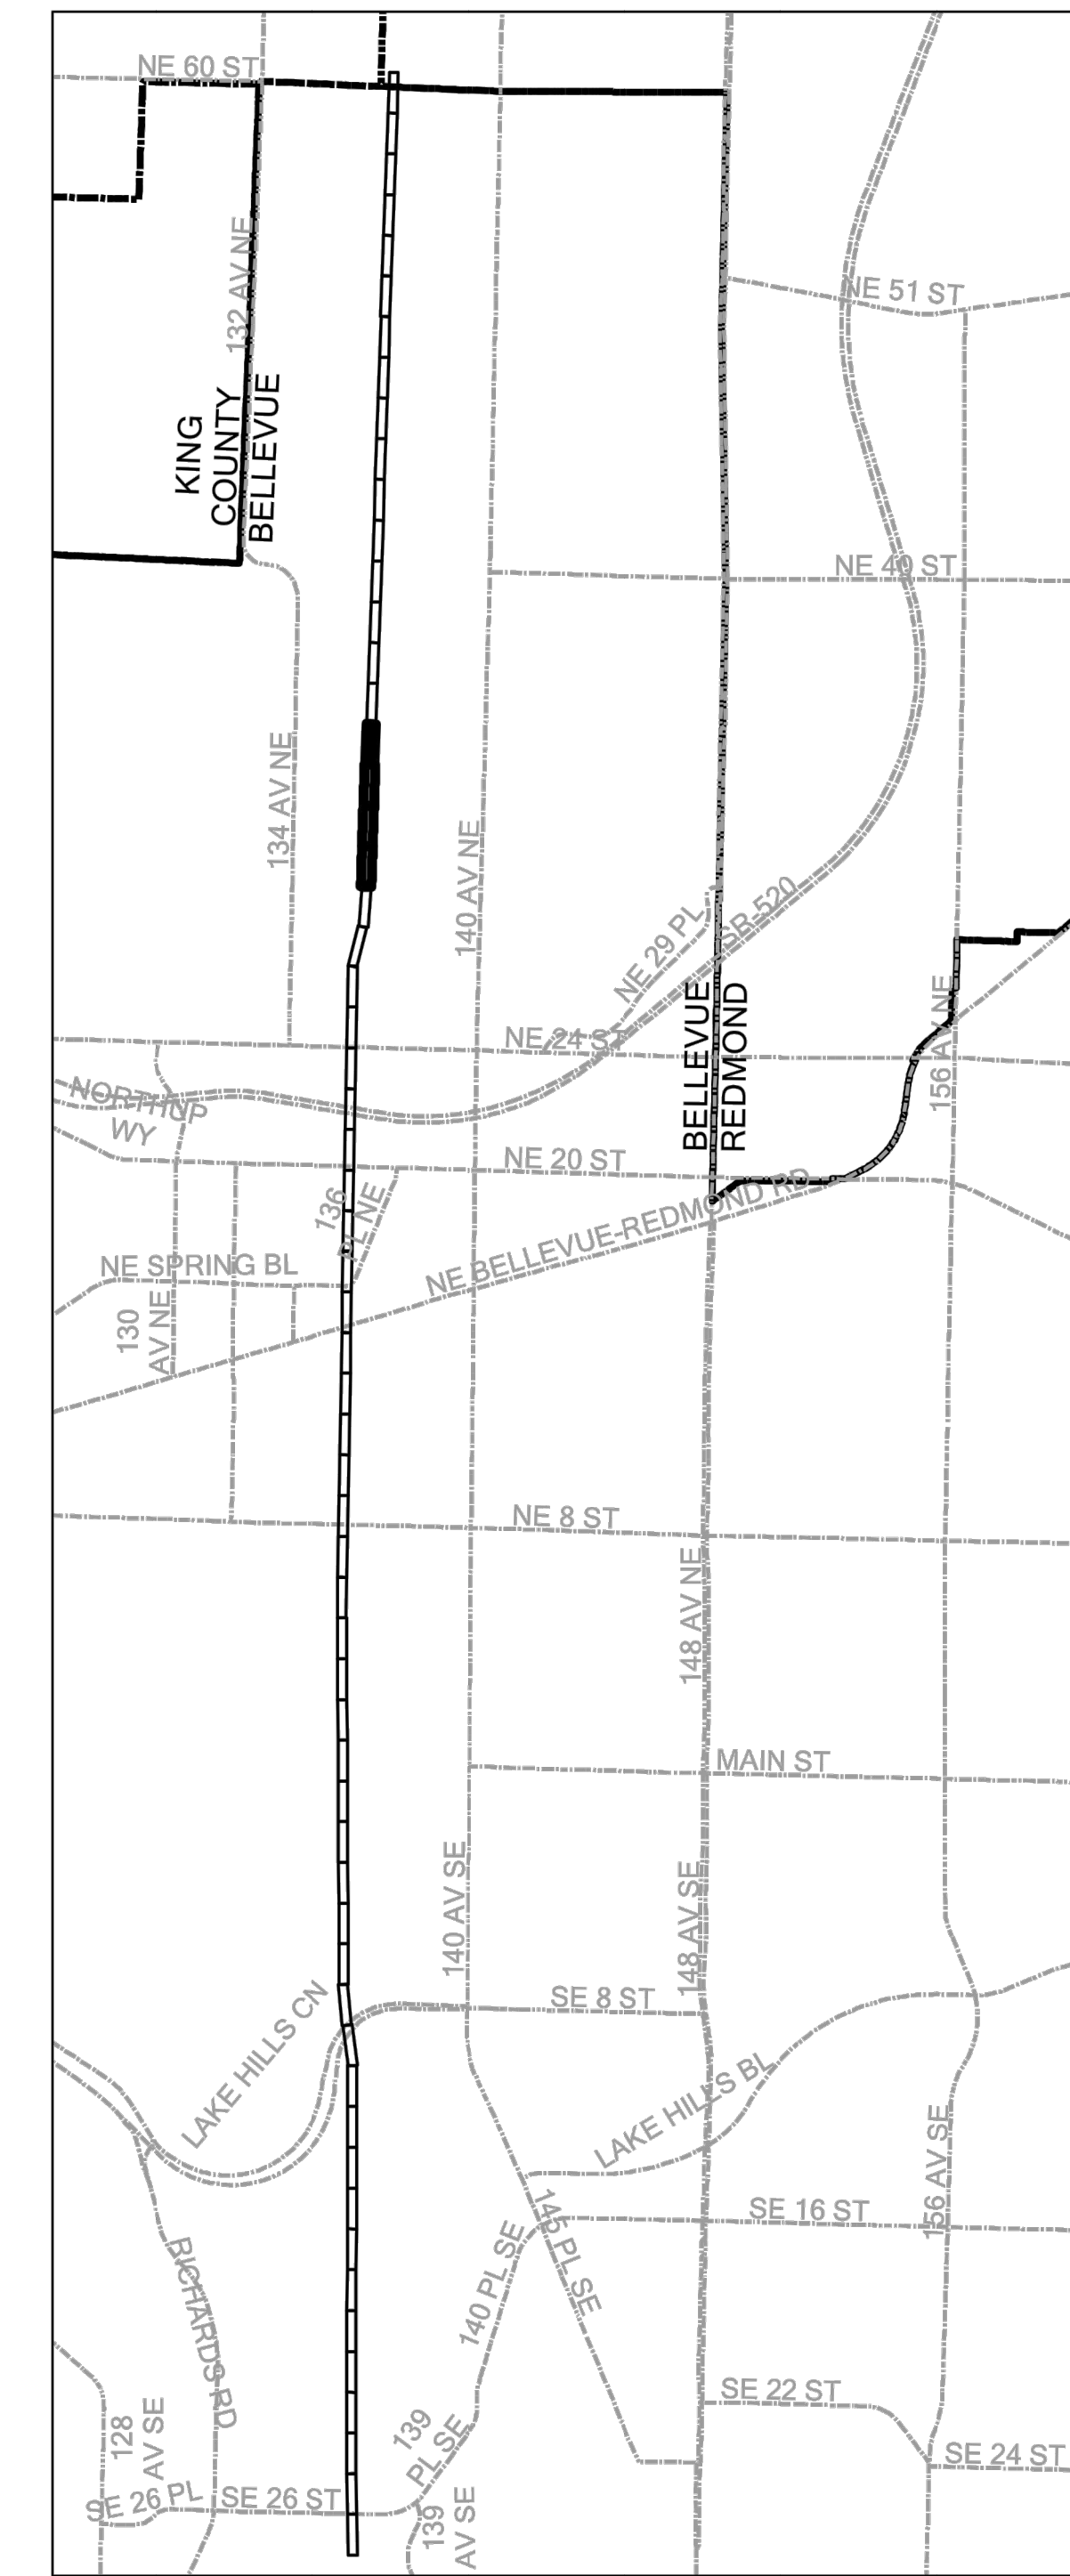 NE 60 ST
132 AV NE
NE 51 ST
KING
COUNTY
BELLEVUE
NE 40 ST
134 AV NE
140 AV NE
NE 29 PL
SR-520
BELLEVUE
REDMOND
156 AV NE
NE 24 ST
NORTHUP
WY
NE 20 ST
136
PL NE
NE BELLEVUE-REDMOND RD
NE SPRING BL
130
AV NE
NE 8 ST
148 AV NE
MAIN ST
140 AV SE
148 AV SE
SE 8 ST
LAKE HILLS CN
LAKE HILLS BL
156 AV SE
SE 16 ST
145 PL SE
140 PL SE
RICHARDS RD
SE 22 ST
128
AV SE
139
PL SE
SE 24 ST
SE 26 PL
SE 26 ST
139
AV SE